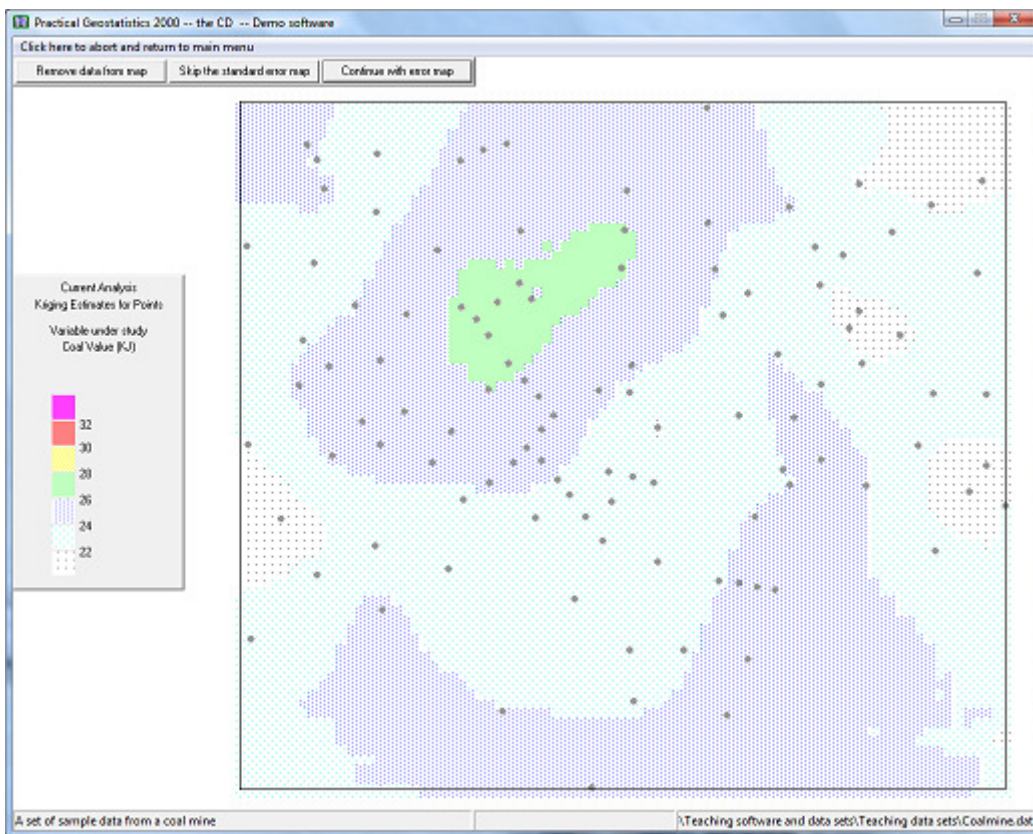 Practical Geostatistics 2000 -- the CD -- Demo software
Click here to abort and return to main menu
Remove data from map
Skip the standard error map
Continue with error map
Current Analysis
Kriging Estimates for Points
Variable under study
Coal Value (KJ)
32
30
28
26
24
22
A set of sample data from a coal mine
\Teaching software and data sets\Teaching data sets\Coalmine.dat